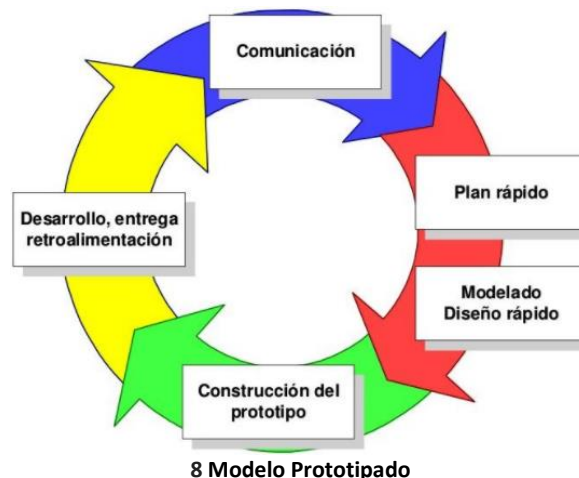 Comunicación
Plan rápido
Modelado
Diseño rápido
Construcción del
prototipo
Desarrollo, entrega
retroalimentación
8 Modelo Prototipado